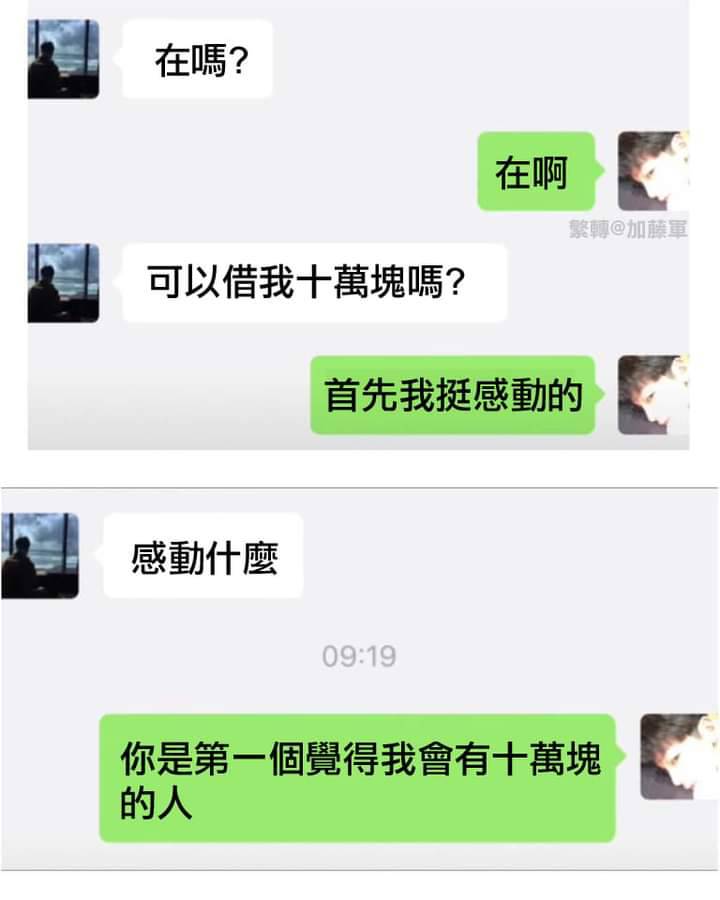 在嗎?
在啊
繁轉@加藤軍
可以借我十萬塊嗎?
首先我挺感動的
感動什麼
09:19
你是第一個覺得我會有十萬塊
的人